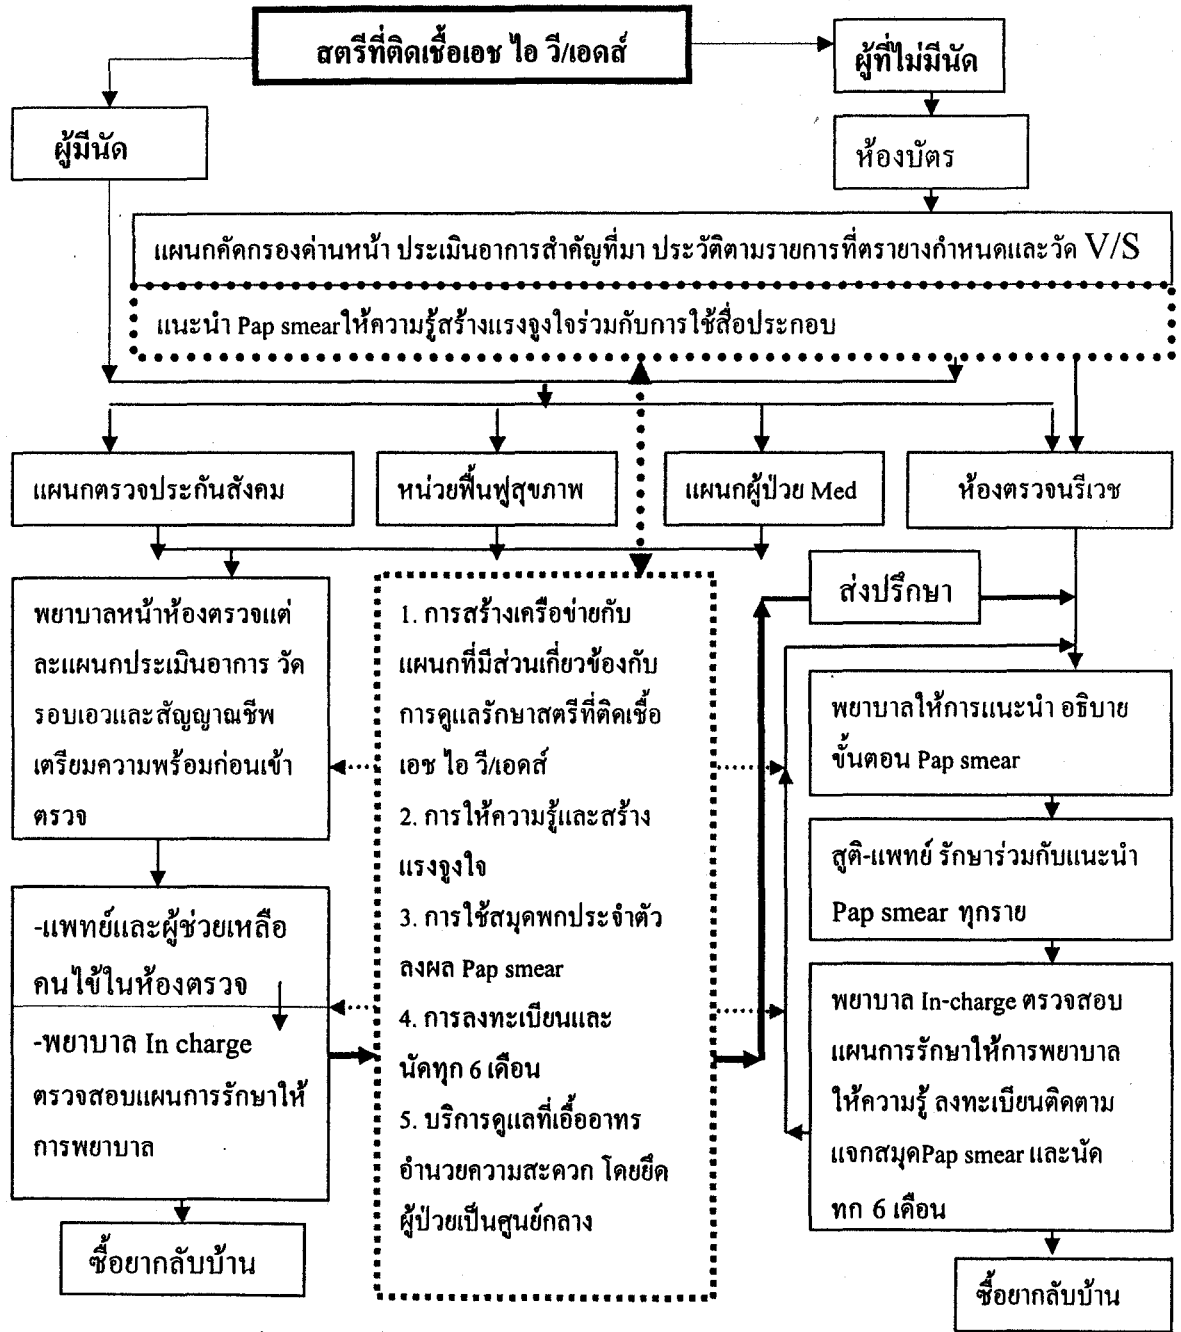 สตรีที่ติดเชื้อเอช ไอ วี/เอดส์
ผู้ที่ไม่มีนัด
ผู้มีนัด
ห้องบัตร
แผนกคัดกรองด่านหน้า ประเมินอาการสำคัญที่มา ประวัติตามรายการที่ตรายางกำหนดและวัด V/S
แนะนำ Pap smearให้ความรู้สร้างแรงจูงใจร่วมกับการใช้สื่อประกอบ
แผนกตรวจประกันสังคม
หน่วยฟื้นฟูสุขภาพ
แผนกผู้ป่วย Med
ห้องตรวจนรีเวช
พยาบาลหน้าห้องตรวจแต่
ละแผนกประเมินอาการ วัด
รอบเอวและสัญญาณชีพ
เตรียมความพร้อมก่อนเข้า
ตรวจ
-แพทย์และผู้ช่วยเหลือ
คนไข้ในห้องตรวจ
-พยาบาล In charge
ตรวจสอบแผนการรักษาให้
การพยาบาล
ซื้อยากลับบ้าน
1. การสร้างเครือข่ายกับ
แผนกที่มีส่วนเกี่ยวข้องกับ
การดูแลรักษาสตรีที่ติดเชื้อ
เอช ไอ วี/เอดส์
2. การให้ความรู้และสร้าง
แรงจูงใจ
3. การใช้สมุดพกประจำตัว
ลงผล Pap smear
4. การลงทะเบียนและ
นัดทุก 6 เดือน
5. บริการดูแลที่เอื้ออาทร
อำนวยความสะดวก โดยยึด
ผู้ป่วยเป็นศูนย์กลาง
ส่งปรึกษา
พยาบาลให้การแนะนำ อธิบาย
ขั้นตอน Pap smear
สูติ-แพทย์ รักษาร่วมกับแนะนำ
Pap smear ทุกราย
พยาบาล In-charge ตรวจสอบ
แผนการรักษาให้การพยาบาล
ให้ความรู้ ลงทะเบียนติดตาม
แจกสมุดPap smear และนัด
ทก 6 เดือน
ซื้อยากลับบ้าน